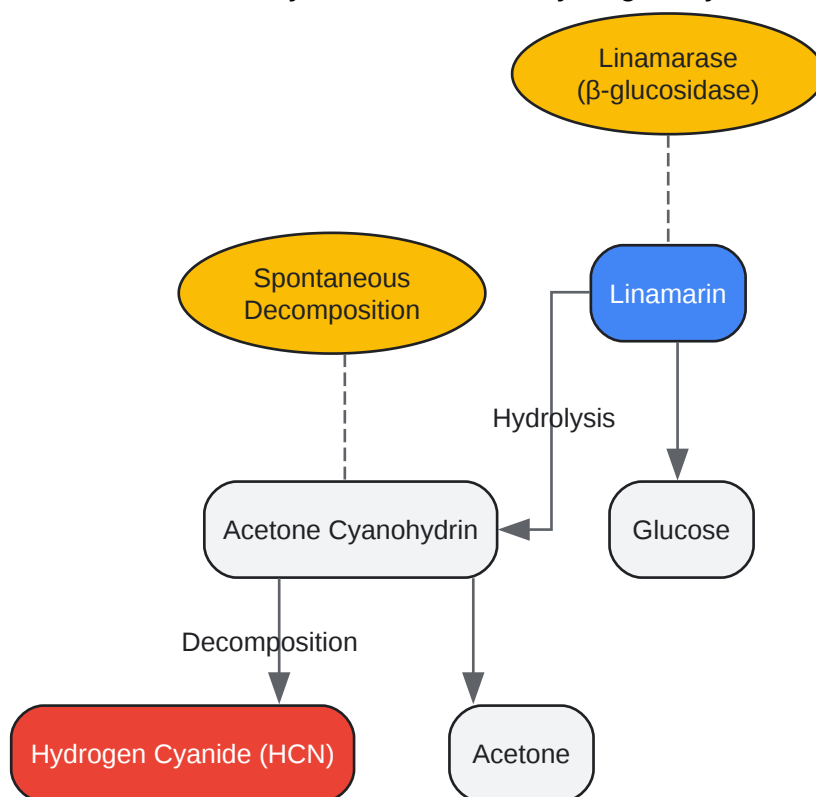 Linamarase
(β-glucosidase)
Spontaneous
Decomposition
Linamarin
Hydrolysis
Acetone Cyanohydrin
Glucose
Decomposition
Hydrogen Cyanide (HCN)
Acetone